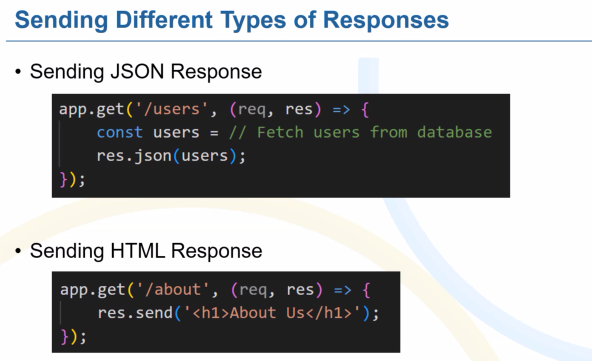 Sending Different Types of Responses
• Sending JSON Response
app.get('/users', (req, res) => {
    const users = // Fetch users from database
    res.json(users);
});
• Sending HTML Response
app.get('/about', (req, res) => {
    res.send('<h1>About Us</h1>');
});